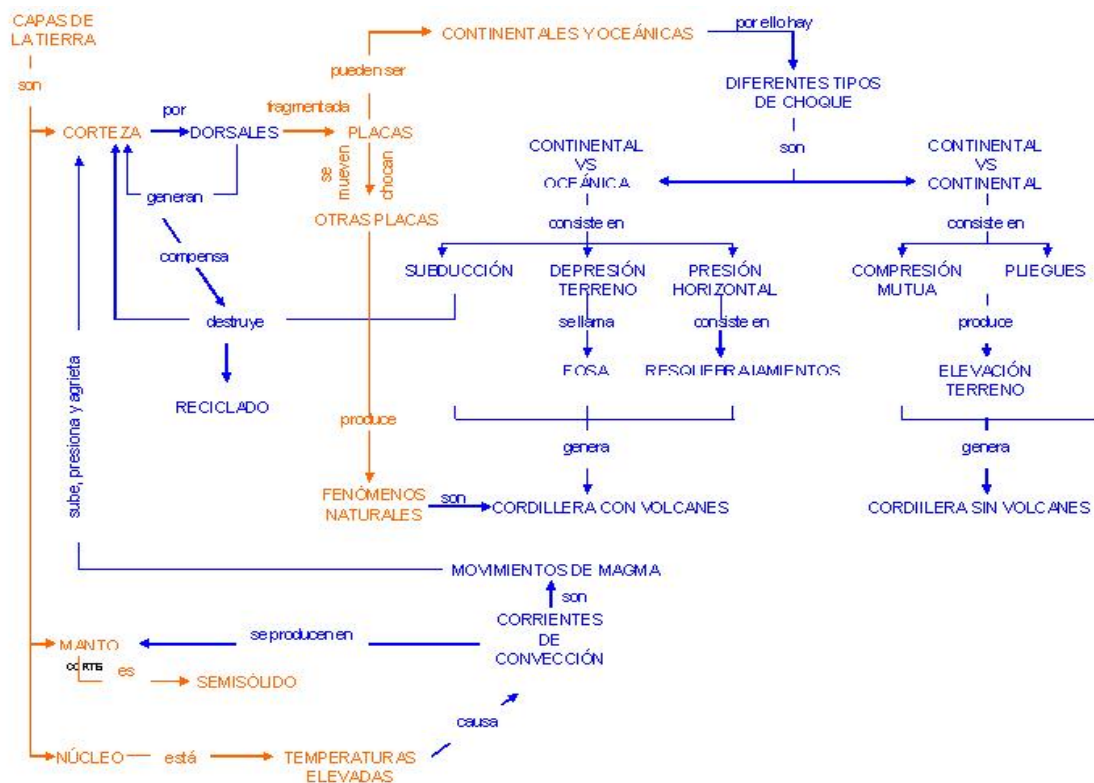 CAPAS DE
LA TIERRA
son
CORTEZA
por
DORSALES
fragmentada
PLACAS
pueden ser
CONTINENTALES Y OCEÁNICAS
por ello hay
DIFERENTES TIPOS
DE CHOQUE
son
CONTINENTAL
VS
OCEÁNICA
CONTINENTAL
VS
CONTINENTAL
se
mueven
chocan
OTRAS PLACAS
generan
compensa
destruye
RECICLADO
consiste en
SUBDUCCIÓN
DEPRESIÓN
TERRENO
PRESIÓN
HORIZONTAL
se llama
consiste en
FOSA
RESQUEBRAJAMIENTOS
genera
consiste en
COMPRESIÓN
MUTUA
PLIEGUES
produce
ELEVACIÓN
TERRENO
genera
produce
FENÓMENOS
NATURALES
son
CORDILLERA CON VOLCANES
CORDIILERA SIN VOLCANES
sube, presiona y agrieta
MOVIMIENTOS DE MAGMA
son
CORRIENTES
DE
CONVECCIÓN
se producen en
MANTO
es
SEMISÓLIDO
causa
NÚCLEO
está
TEMPERATURAS
ELEVADAS